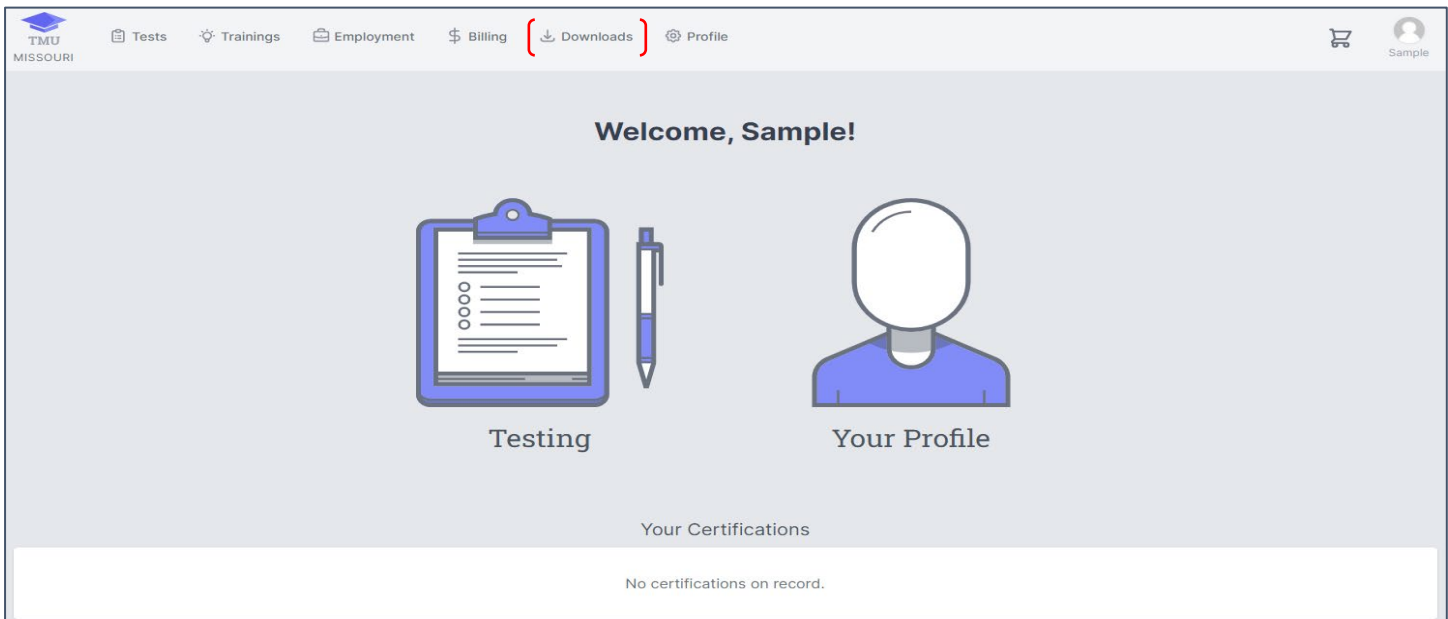 TMU
MISSOURI
Tests Trainings Employment Billing Downloads Profile
Sample
Welcome, Sample!
Testing
Your Profile
Your Certifications
No certifications on record.